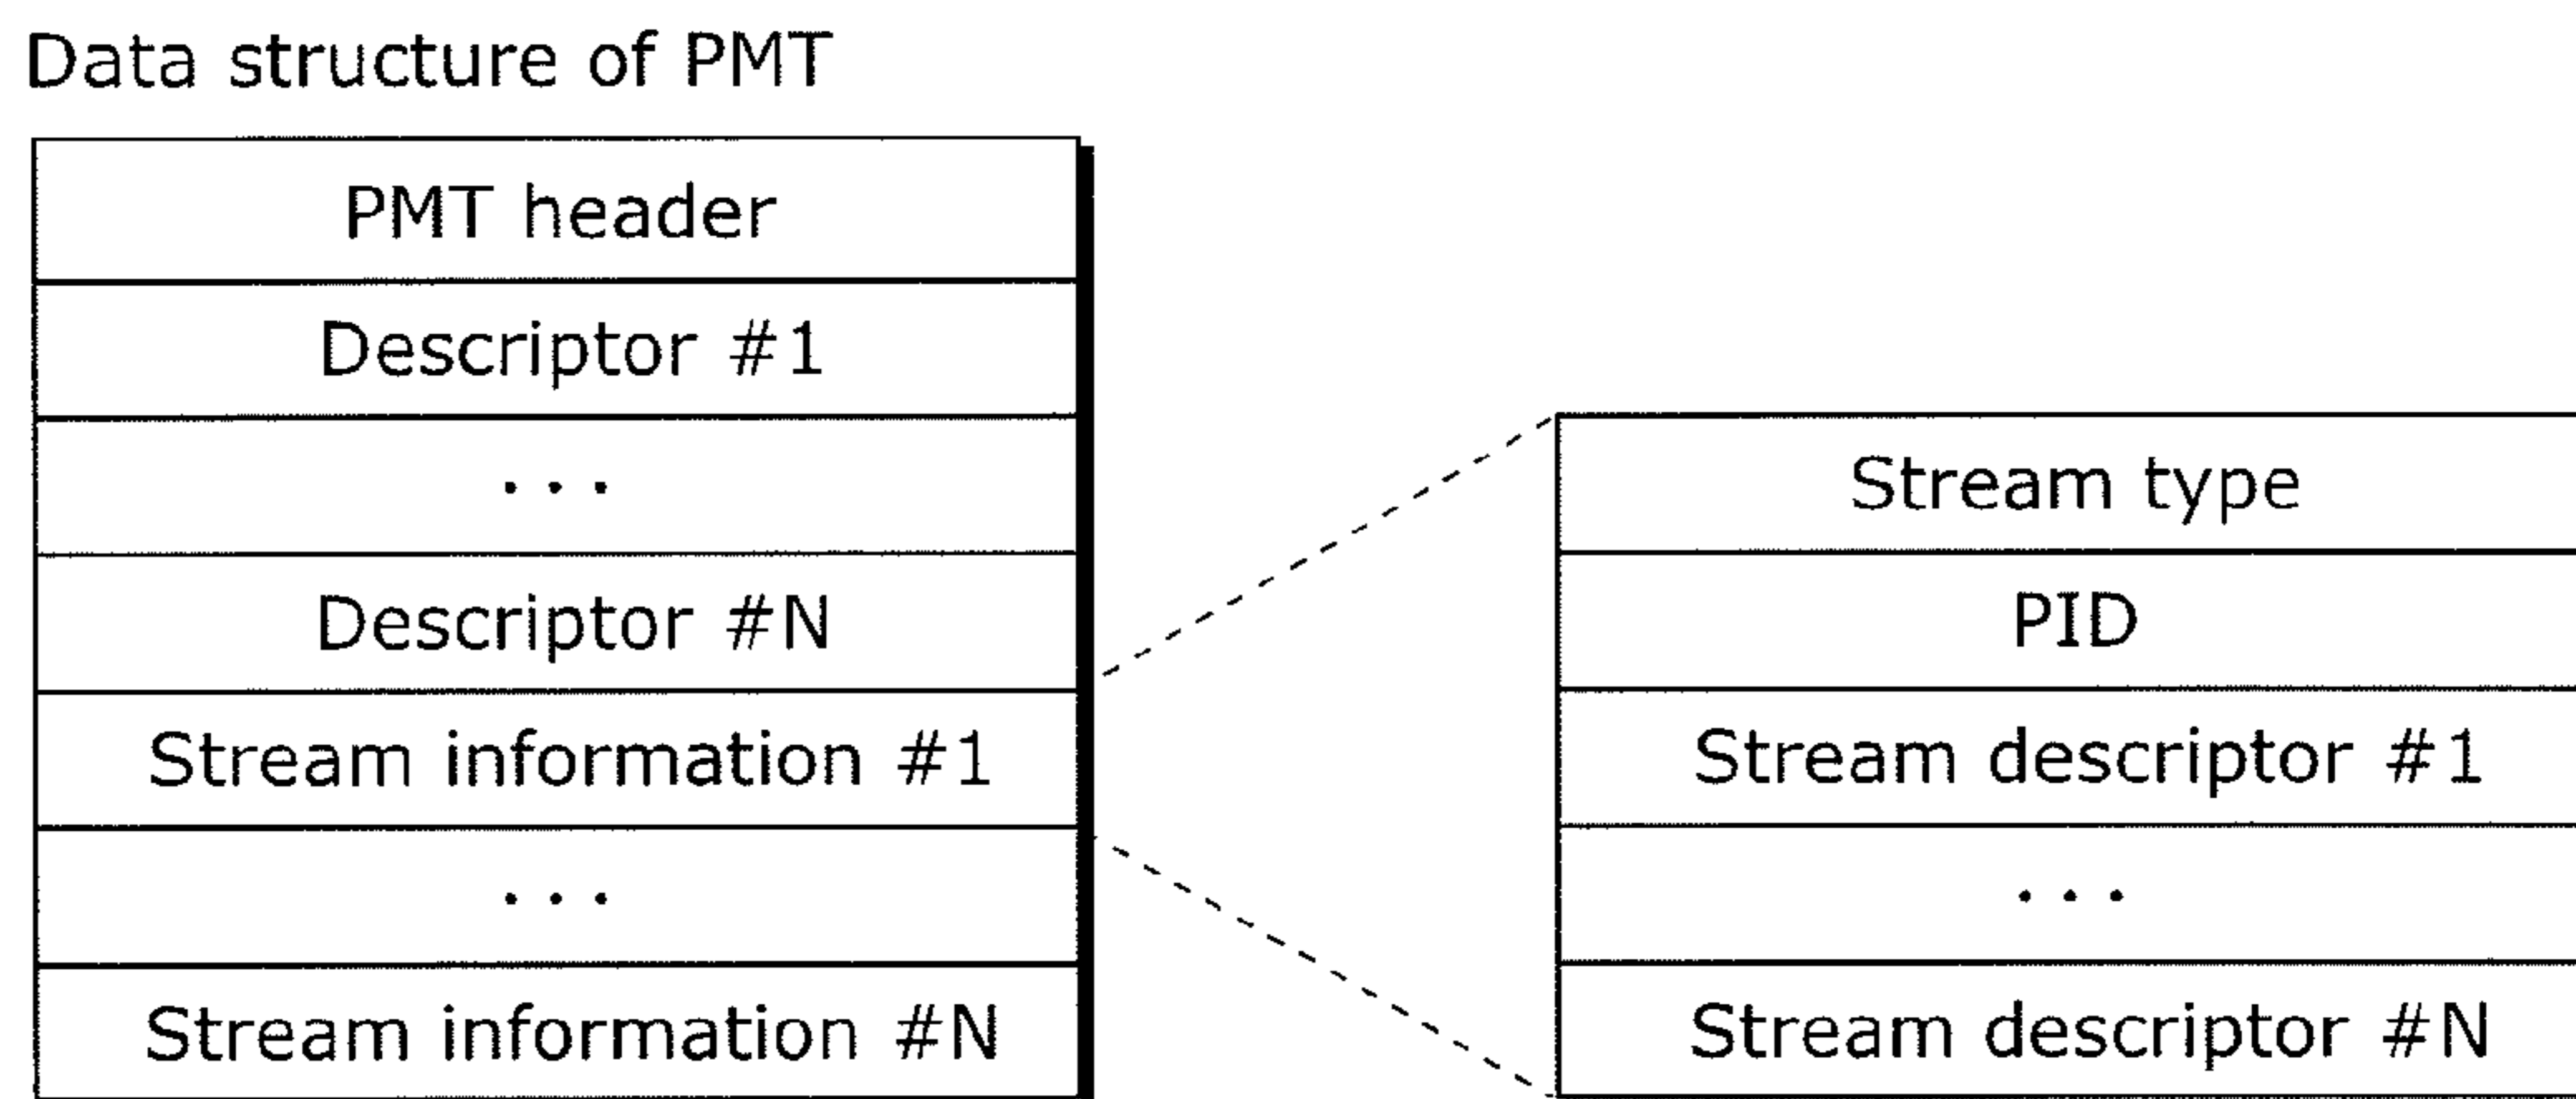 Data structure of PMT
PMT header
Descriptor #1
. . .
Descriptor #N
Stream information #1
. . .
Stream information #N
Stream type
PID
Stream descriptor #1
. . .
Stream descriptor #N